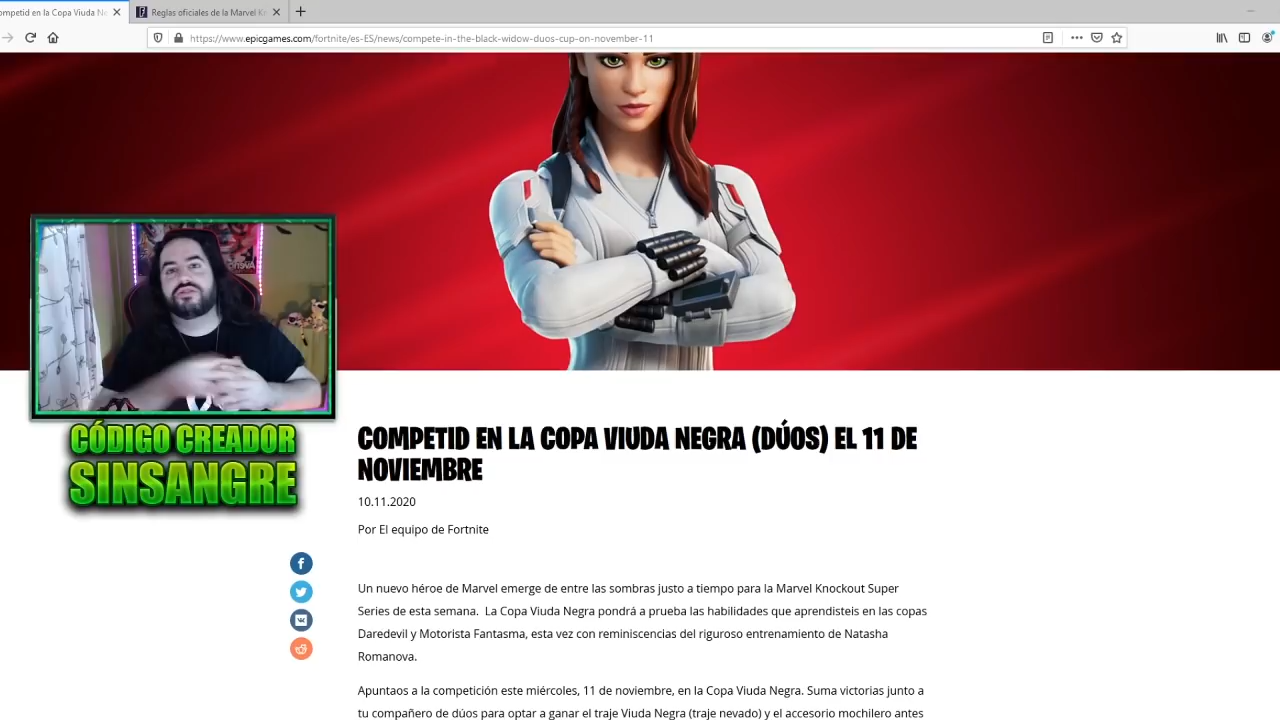 ompetid en la Copa Viuda Ne
Reglas oficiales de la Marvel K
https://www.epicgames.com/fortnite/es-ES/news/compete-in-the-black-widow-duos-cup-on-november-11
CÓDIGO CREADOR
SINSANGRE
COMPETID EN LA COPA VIUDA NEGRA (DÚOS) EL 11 DE
NOVIEMBRE
10.11.2020
Por El equipo de Fortnite
Un nuevo héroe de Marvel emerge de entre las sombras justo a tiempo para la Marvel Knockout Super
Series de esta semana.  La Copa Viuda Negra pondrá a prueba las habilidades que aprendisteis en las copas
Daredevil y Motorista Fantasma, esta vez con reminiscencias del riguroso entrenamiento de Natasha
Romanova.
Apuntaos a la competición este miércoles, 11 de noviembre, en la Copa Viuda Negra. Suma victorias junto a
tu compañero de dúos para optar a ganar el traje Viuda Negra (traje nevado) y el accesorio mochilero antes